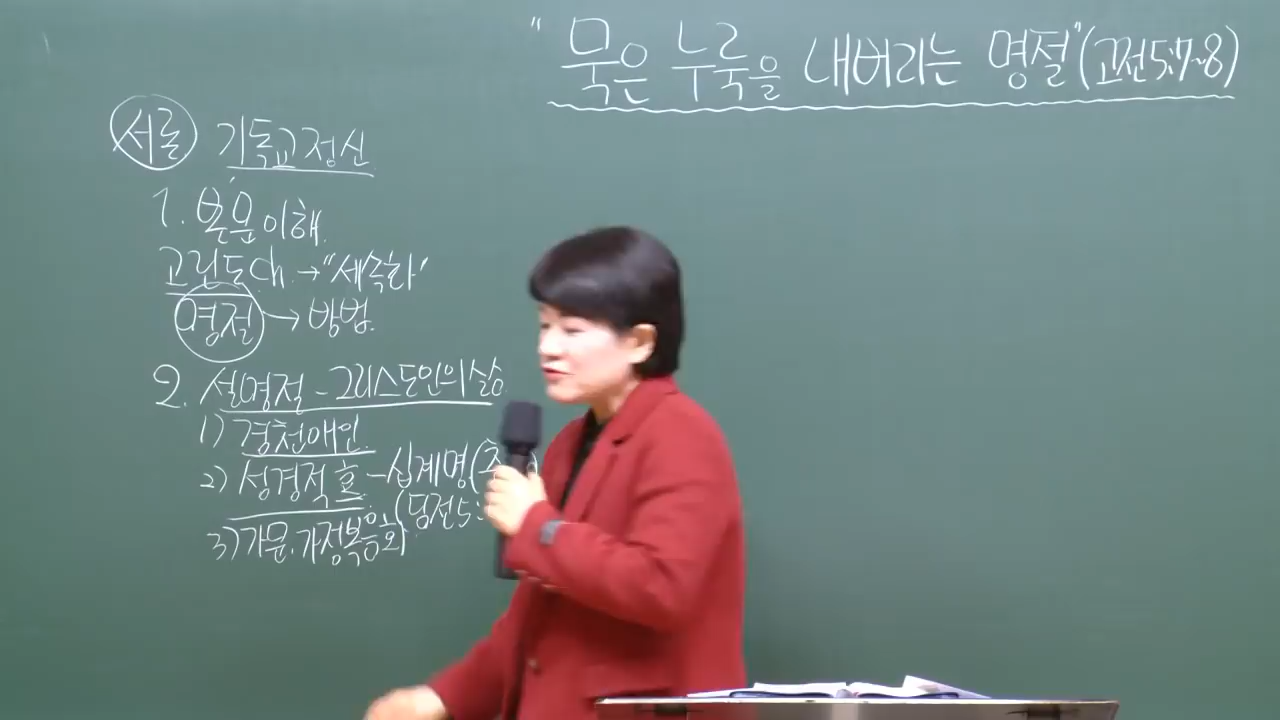 "묵은 누룩을 내버리는 명절"(고전5:7~8)
서론 기독교정신
1. 본문이해.
고린도ch. → "세속화"
명절 → 방법.
2. 설명절 - 그리스도인의 삶.
1) 경천애인.
2) 성경적 효 - 십계명(
(딤전5:
3) 가문.가정복음화.